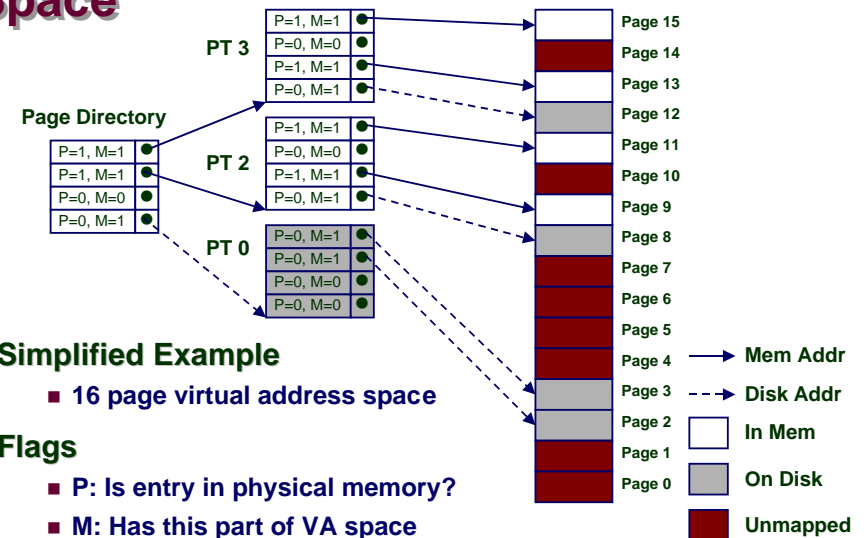 Space
PT 3
P=1, M=1
P=0, M=0
P=1, M=1
P=0, M=1
Page Directory
P=1, M=1
P=1, M=1
P=0, M=0
P=0, M=1
PT 2
P=1, M=1
P=0, M=0
P=1, M=1
P=0, M=1
PT 0
P=0, M=1
P=0, M=1
P=0, M=0
P=0, M=0
Page 15
Page 14
Page 13
Page 12
Page 11
Page 10
Page 9
Page 8
Page 7
Page 6
Page 5
Page 4
Page 3
Page 2
Page 1
Page 0
Mem Addr
Disk Addr
In Mem
On Disk
Unmapped
Simplified Example
■ 16 page virtual address space
Flags
■ P: Is entry in physical memory?
■ M: Has this part of VA space